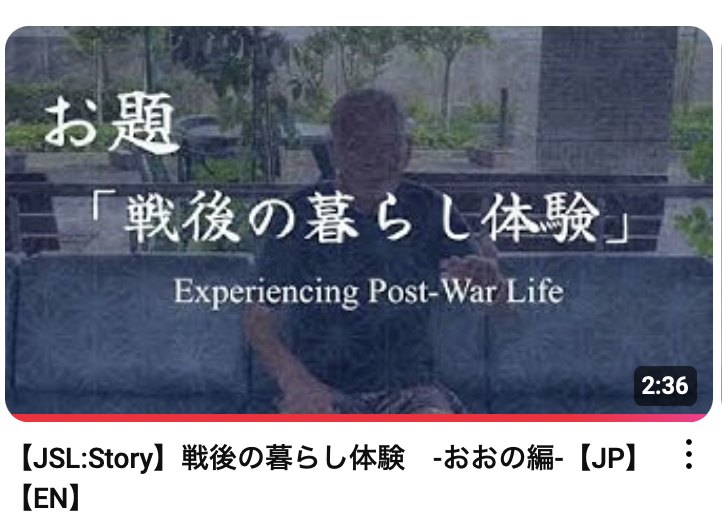 お題
「戦後の暮らし体験」
Experiencing Post-War Life
2:36
【JSL:Story】戦後の暮らし体験　-おおの編-【JP】
【EN】